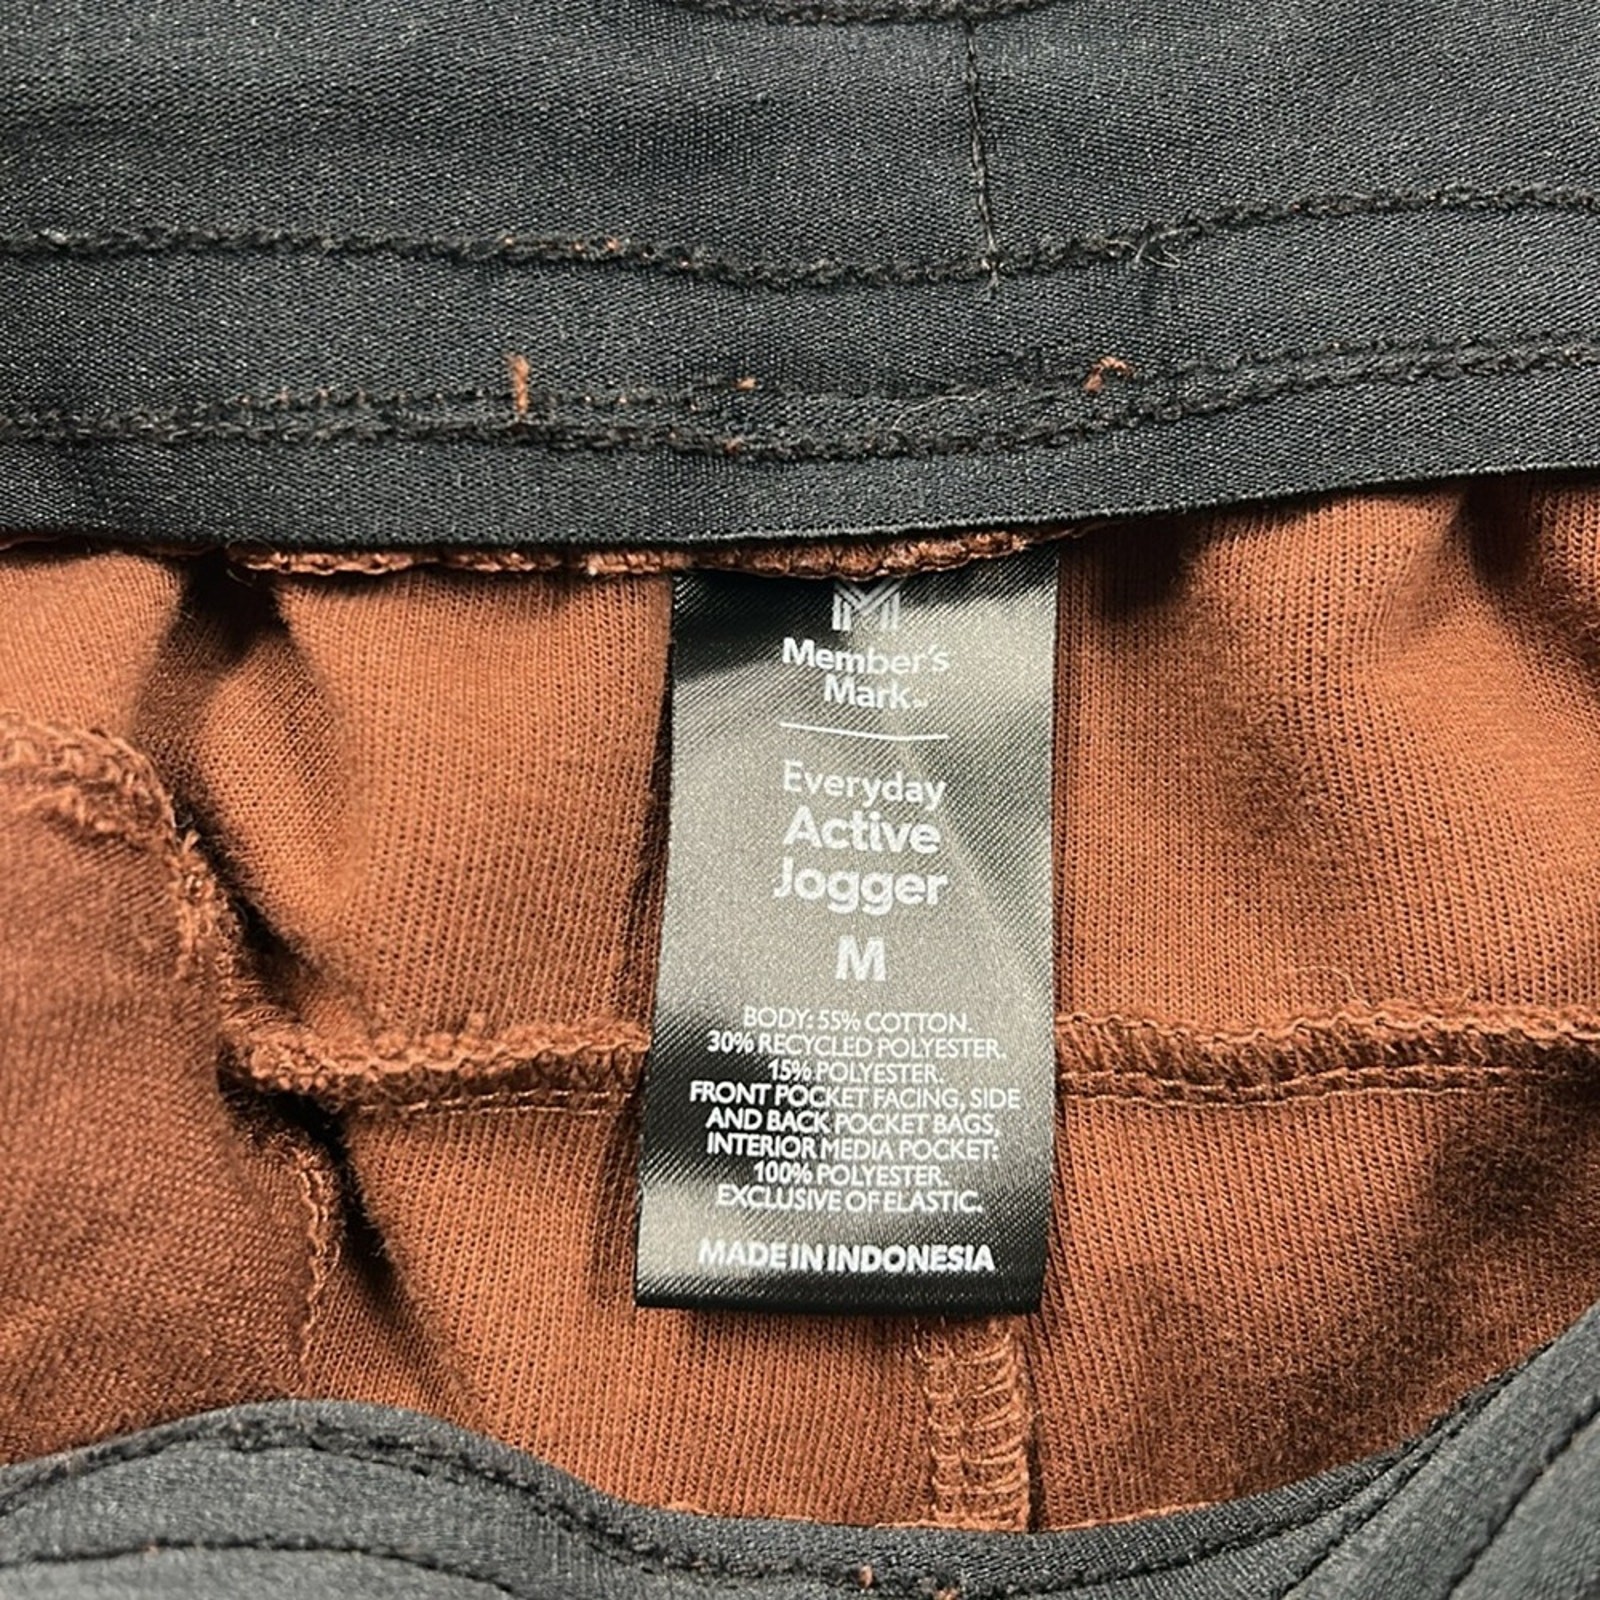 Member's
Mark™
Everyday
Active
Jogger
M
BODY: 55% COTTON.
30% RECYCLED POLYESTER.
15% POLYESTER.
FRONT POCKET FACING, SIDE
AND BACK POCKET BAGS,
INTERIOR MEDIA POCKET:
100% POLYESTER.
EXCLUSIVE OF ELASTIC.
MADE IN INDONESIA